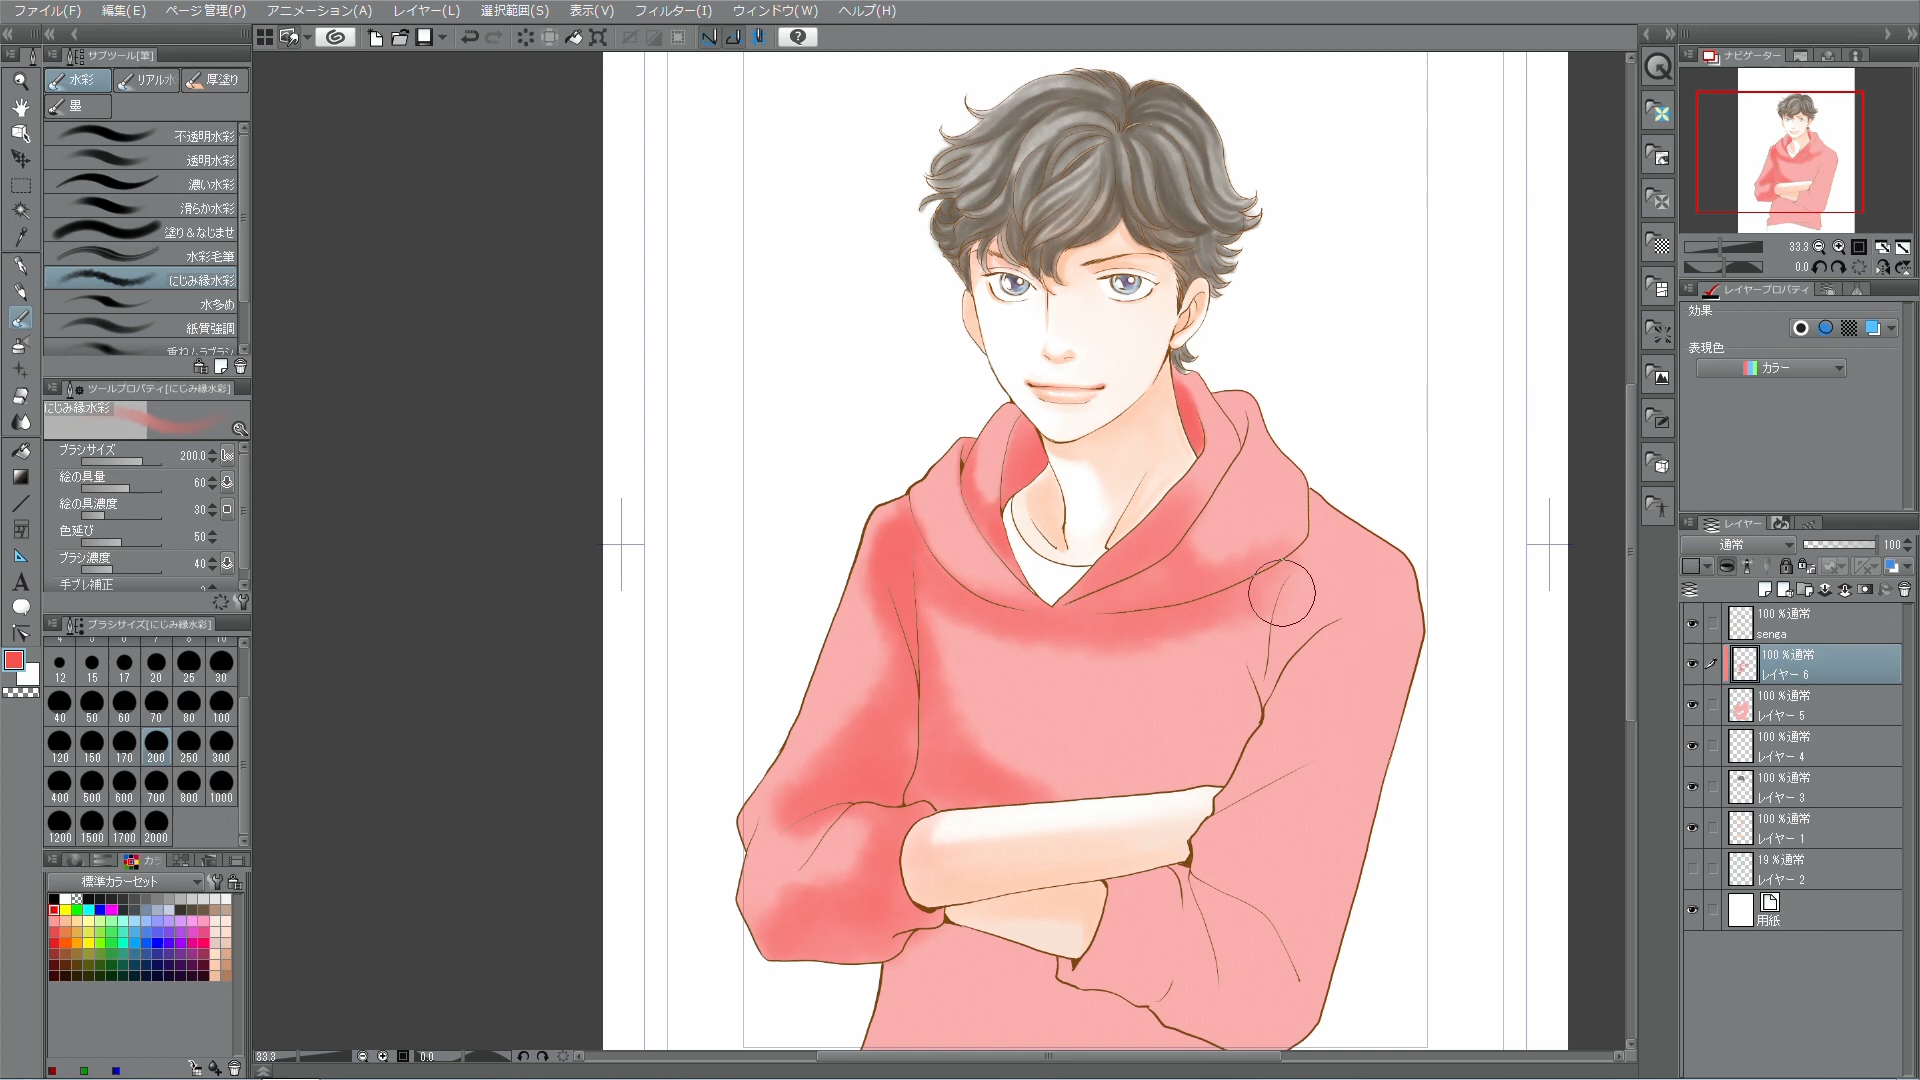 ファイル(F) 編集(E) ページ管理(P) アニメーション(A) レイヤー(L) 選択範囲(S) 表示(V) フィルター(I) ウィンドウ(W) ヘルプ(H)
サブツール[筆]
水彩 リアル水 厚塗り
墨
不透明水彩
透明水彩
濃い水彩
滑らか水彩
塗り&なじませ
水彩毛筆
にじみ縁水彩
水多め
紙質強調
重ねムラブラシ
ツールプロパティ[にじみ縁水彩]
にじみ縁水彩
ブラシサイズ 200.0
絵の具量 60
絵の具濃度 30
色延び 50
ブラシ濃度 40
手ブレ補正
ブラシサイズ[にじみ縁水彩]
12 15 17 20 25 30
40 50 60 70 80 100
120 150 170 200 250 300
400 500 600 700 800 1000
1200 1500 1700 2000
カラ
標準カラーセット
33.3 0.0
ナビゲーター
33.3
0.0
レイヤープロパティ
効果
表現色
カラー
レイヤー
通常 100
100 %通常
senga
100 %通常
レイヤー 6
100 %通常
レイヤー 5
100 %通常
レイヤー 4
100 %通常
レイヤー 3
100 %通常
レイヤー 1
19 %通常
レイヤー 2
用紙